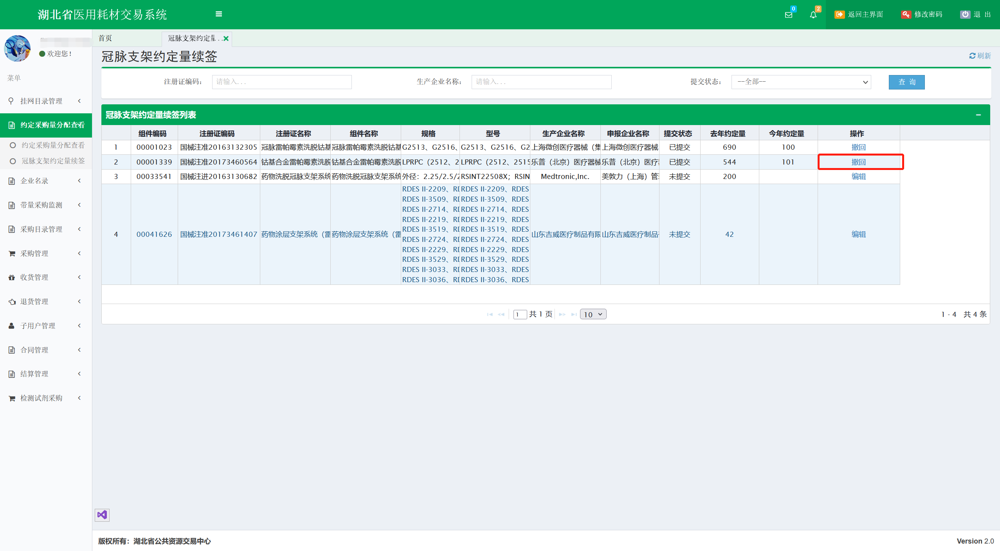 湖北省医用耗材交易系统
0
2
返回主界面
修改密码
退 出
欢迎您！
菜单
挂网目录管理
约定采购量分配查看
约定采购量分配查看
冠脉支架约定量续签
企业名录
带量采购监测
采购目录管理
采购管理
收货管理
退货管理
子用户管理
合同管理
结算管理
检测试剂采购
首页
冠脉支架约定量...
冠脉支架约定量续签
刷新
注册证编码： 请输入...
生产企业名称： 请输入...
提交状态： --全部--
查 询
冠脉支架约定量续签列表
组件编码 注册证编码 注册证名称 组件名称 规格 型号 生产企业名称 申报企业名称 提交状态 去年约定量 今年约定量 操作
1 00001023 国械注准20163132305 冠脉雷帕霉素洗脱钴基 冠脉雷帕霉素洗脱钴基 G2513、G2516、 G2513、G2516、G2 上海微创医疗器械（集 上海微创医疗器械 已提交 690 100 撤回
2 00001339 国械注准20173460564 钴基合金雷帕霉素洗脱 钴基合金雷帕霉素洗脱 LPRPC（2512、2 LPRPC（2512、2515 乐普（北京）医疗器械 乐普（北京）医疗 已提交 544 101 撤回
3 00033541 国械注进20163130682 药物洗脱冠脉支架系统 药物洗脱冠脉支架系统 外径：2.25/2.5/2 RSINT22508X；RSIN Medtronic,Inc. 美敦力（上海）管 未提交 200 编辑
RDES II-2209、RD RDES II-2209、RDES
RDES II-3509、RD RDES II-3509、RDES
RDES II-2714、RD RDES II-2714、RDES
RDES II-2219、RD RDES II-2219、RDES
RDES II-3519、RD RDES II-3519、RDES
4 00041626 国械注准20173461407 药物涂层支架系统（雷 药物涂层支架系统（雷 山东吉威医疗制品有限 山东吉威医疗制品 未提交 42 编辑
RDES II-2724、RD RDES II-2724、RDES
RDES II-2229、RD RDES II-2229、RDES
RDES II-3529、RD RDES II-3529、RDES
RDES II-3033、RD RDES II-3033、RDES
RDES II-3036、RD RDES II-3036、RDES
1 共 1 页 10
1 - 4 共 4 条
版权所有：湖北省公共资源交易中心
Version 2.0